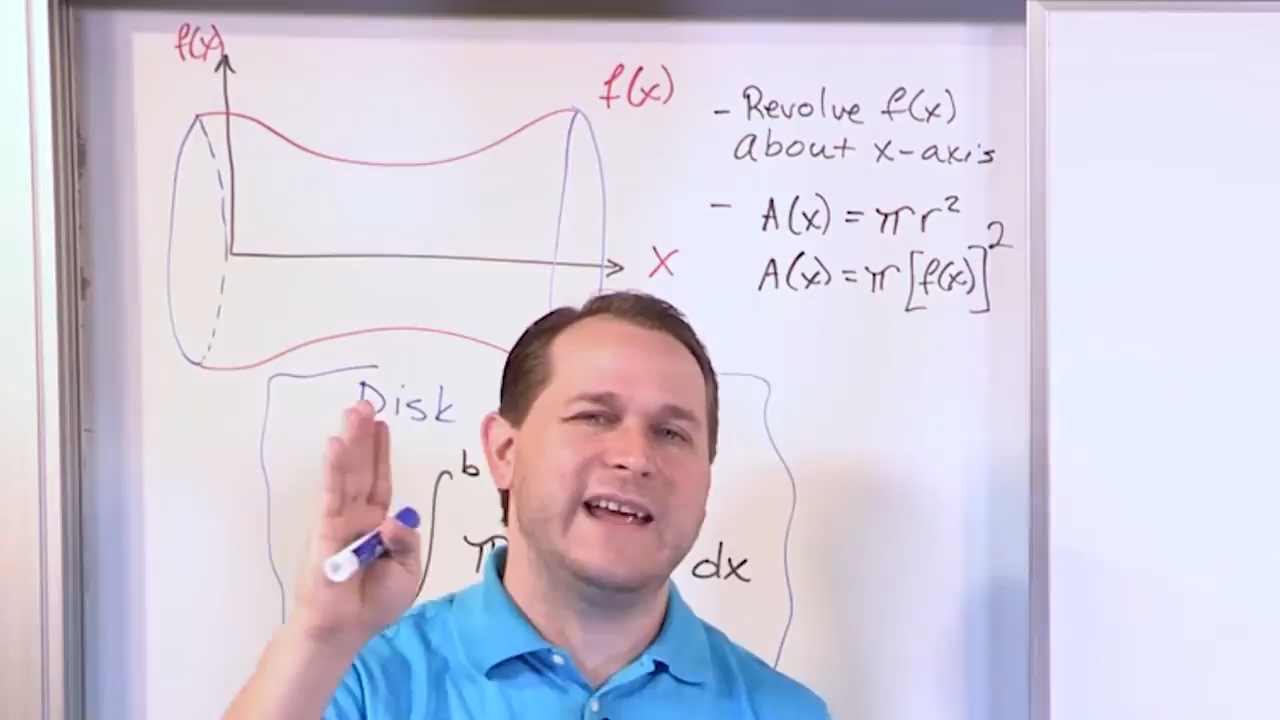 f(x)
f(x)
- Revolve f(x)
About x-axis
- A(x) = πr²
X
A(x) = π[f(x)]²
Disk
b
∫ π dx